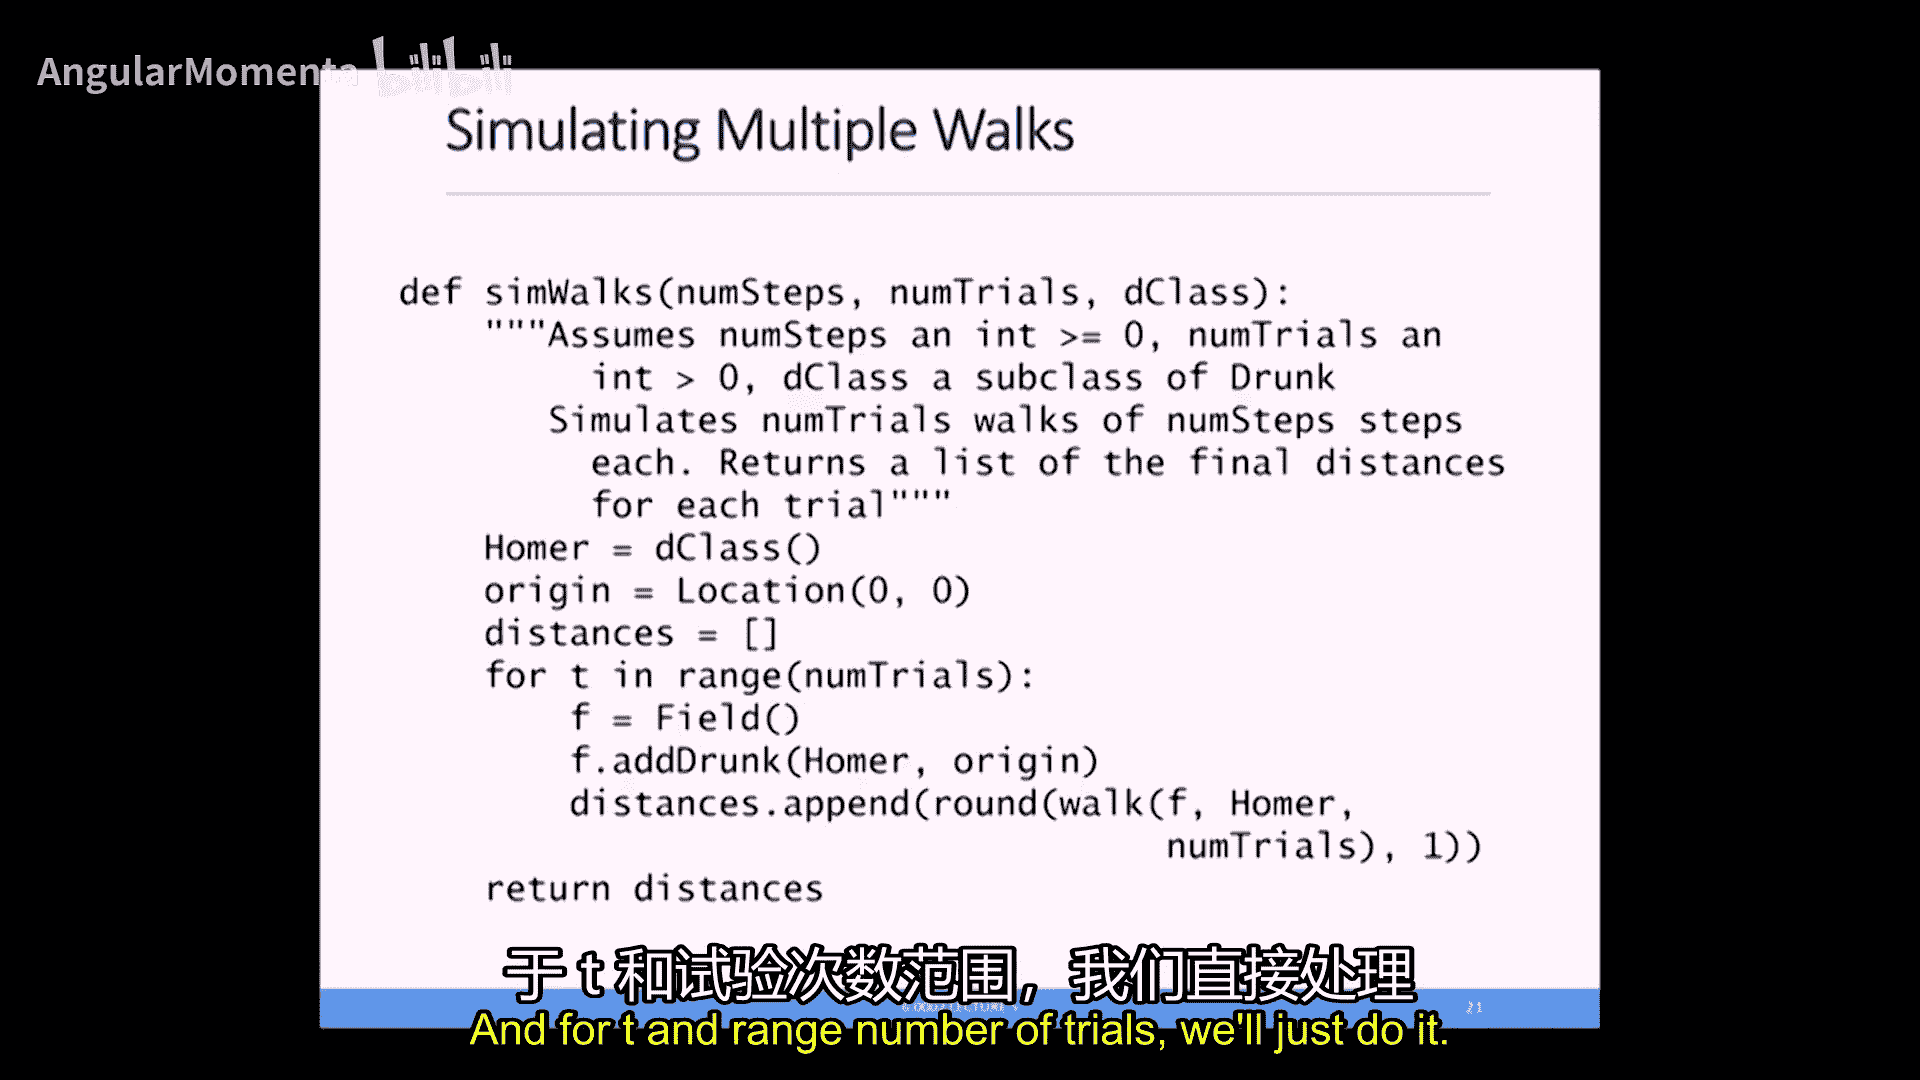 AngularMomenta bilibili
Simulating Multiple Walks
def simWalks(numSteps, numTrials, dClass):
    """Assumes numSteps an int >= 0, numTrials an
         int > 0, dClass a subclass of Drunk
       Simulates numTrials walks of numSteps steps
         each. Returns a list of the final distances
         for each trial"""
    Homer = dClass()
    origin = Location(0, 0)
    distances = []
    for t in range(numTrials):
        f = Field()
        f.addDrunk(Homer, origin)
        distances.append(round(walk(f, Homer,
                                    numTrials), 1))
    return distances
于 t 和试验次数范围，我们直接处理
21
And for t and range number of trials, we'll just do it.